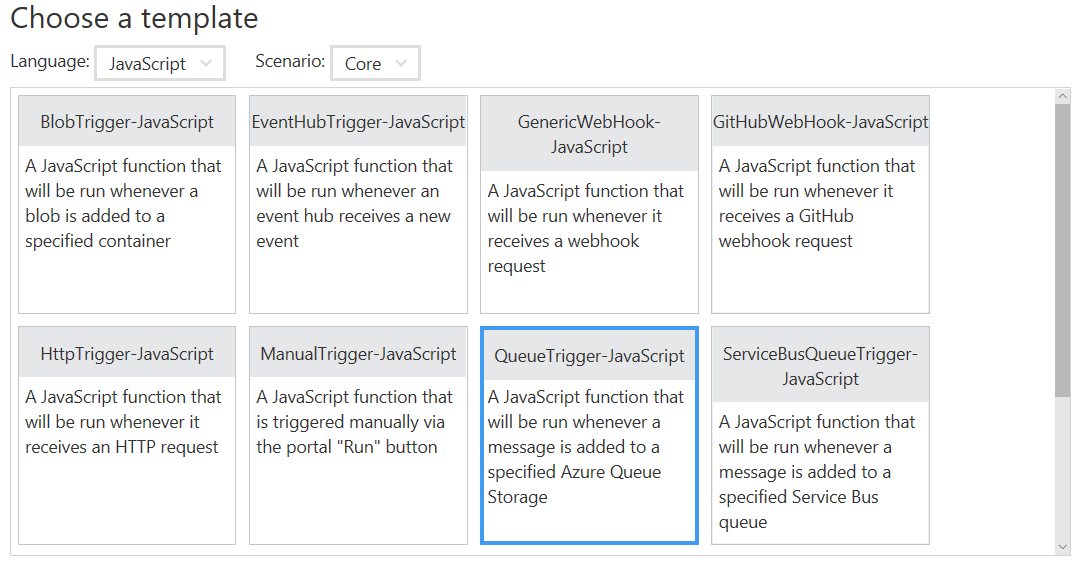 Choose a template
Language: JavaScript Scenario: Core
BlobTrigger-JavaScript
A JavaScript function that
will be run whenever a
blob is added to a
specified container
EventHubTrigger-JavaScript
A JavaScript function that
will be run whenever an
event hub receives a new
event
GenericWebHook-
JavaScript
A JavaScript function that
will be run whenever it
receives a webhook
request
GitHubWebHook-JavaScript
A JavaScript function that
will be run whenever it
receives a GitHub
webhook request
HttpTrigger-JavaScript
A JavaScript function that
will be run whenever it
receives an HTTP request
ManualTrigger-JavaScript
A JavaScript function that
is triggered manually via
the portal "Run" button
QueueTrigger-JavaScript
A JavaScript function that
will be run whenever a
message is added to a
specified Azure Queue
Storage
ServiceBusQueueTrigger-
JavaScript
A JavaScript function that
will be run whenever a
message is added to a
specified Service Bus
queue